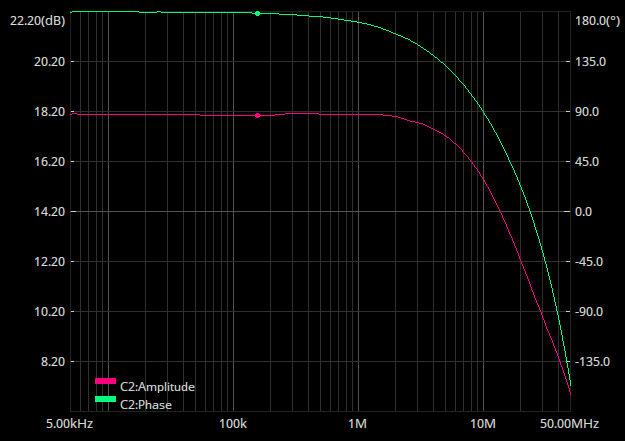 22.20(dB) 180.0(º)
20.20 135.0
18.20 90.0
16.20 45.0
14.20 0.0
12.20 -45.0
10.20 -90.0
8.20 -135.0
C2:Amplitude
C2:Phase
5.00kHz 100k 1M 10M 50.00MHz